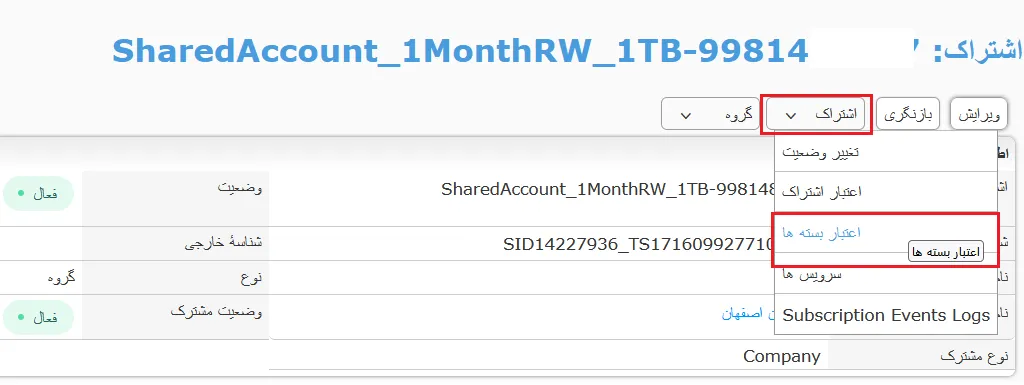 اشتراک: SharedAccount_1MonthRW_1TB-99814
ویرایش بازنگری اشتراک گروه
تغییر وضعیت
اعتبار اشتراک
اعتبار بسته ها
اعتبار بسته ها
سرویس ها
Subscription Events Logs
SharedAccount_1MonthRW_1TB-998148 وضعیت فعال
SID14227936_TS17160992771 شناسهٔ خارجی
نوع گروه
اصفهان وضعیت مشترک فعال
نوع مشترک Company